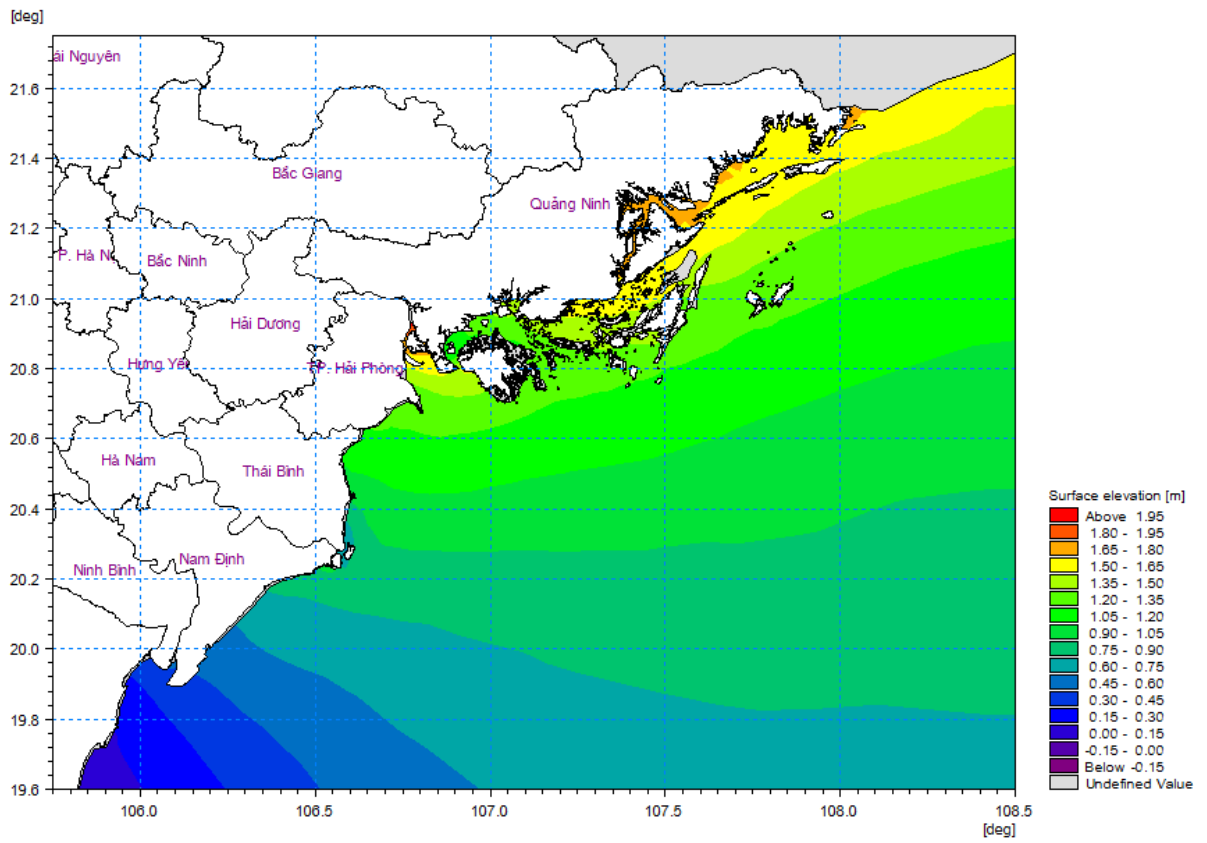 [deg]
ái Nguyên
21.6
21.4
Bắc Giang
Quảng Ninh
21.2
P. Hà N
Bắc Ninh
21.0
Hải Dương
Hưng Yê
P. Hải Phòng
20.8
20.6
Hà Nam
Thái Bình
20.4
Nam Định
Ninh Bình
20.2
20.0
19.8
19.6
106.0
106.5
107.0
107.5
108.0
108.5
[deg]
Surface elevation [m]
Above 1.95
1.80 - 1.95
1.65 - 1.80
1.50 - 1.65
1.35 - 1.50
1.20 - 1.35
1.05 - 1.20
0.90 - 1.05
0.75 - 0.90
0.60 - 0.75
0.45 - 0.60
0.30 - 0.45
0.15 - 0.30
0.00 - 0.15
-0.15 - 0.00
Below -0.15
Undefined Value